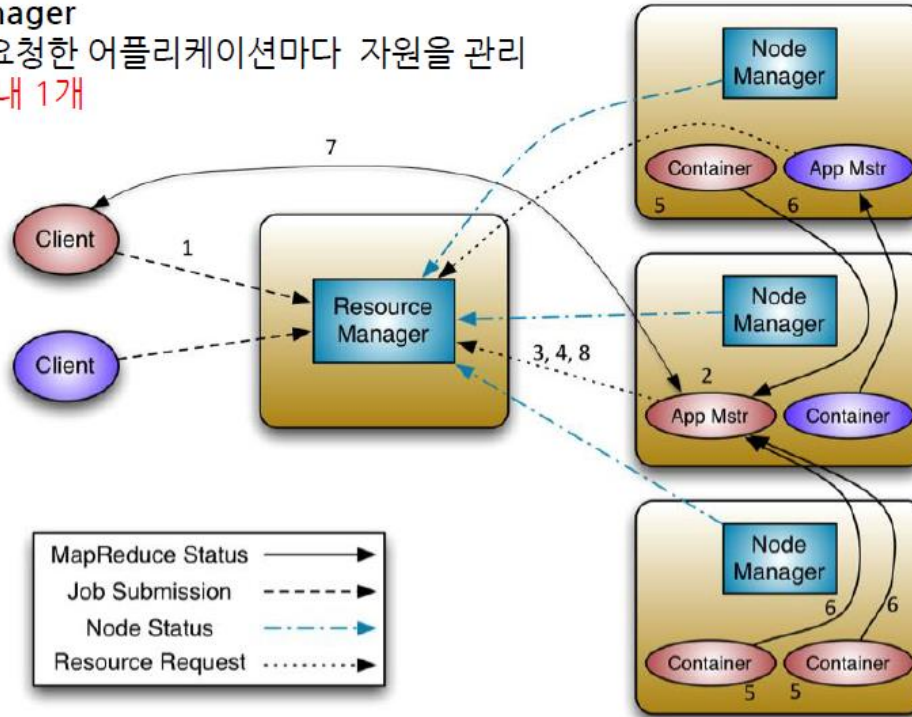 nager
요청한 어플리케이션마다 자원을 관리
내 1개
Node
Manager
Container
App Mstr
5
6
7
Client
1
Client
Resource
Manager
Node
Manager
3, 4, 8
2
App Mstr
Container
Node
Manager
6
6
Container
Container
5
5
MapReduce Status
Job Submission
Node Status
Resource Request